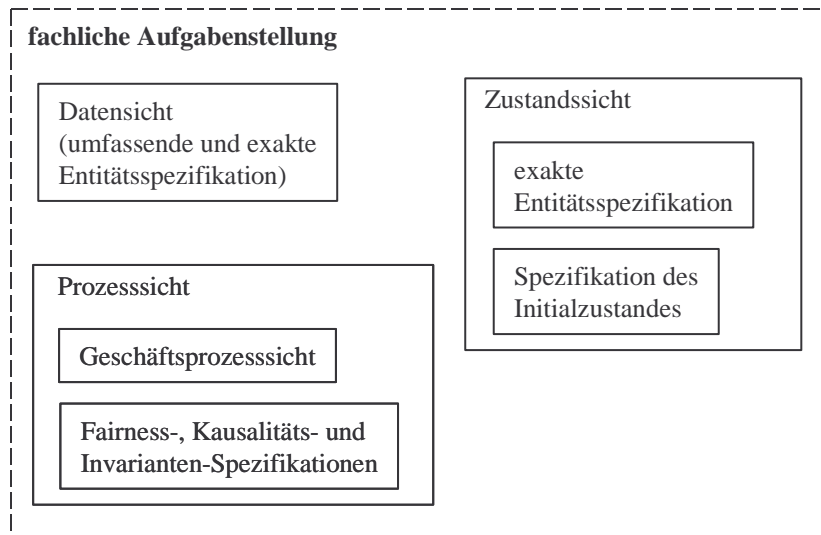 fachliche Aufgabenstellung
Datensicht
(umfassende und exakte
Entitätsspezifikation)
Zustandssicht
exakte
Entitätsspezifikation
Spezifikation des
Initialzustandes
Prozesssicht
Geschäftsprozesssicht
Fairness-, Kausalitäts- und
Invarianten-Spezifikationen